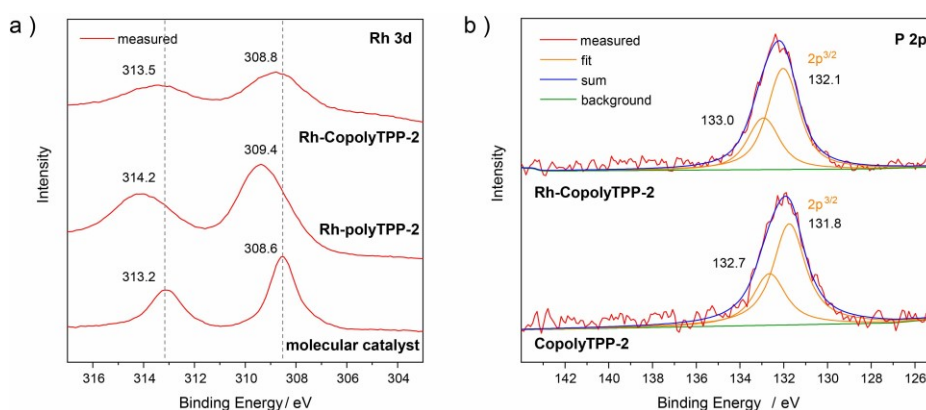 a )
measured
Rh 3d
313.5
308.8
Rh-CopolyTPP-2
314.2
309.4
Rh-polyTPP-2
313.2
308.6
molecular catalyst
Intensity
316 314 312 310 308 306 304
Binding Energy/ eV
b )
measured
fit
sum
background
P 2p
2p3/2
132.1
133.0
Rh-CopolyTPP-2
2p3/2
131.8
132.7
CopolyTPP-2
Intensity
142 140 138 136 134 132 130 128 126
Binding Energy / eV